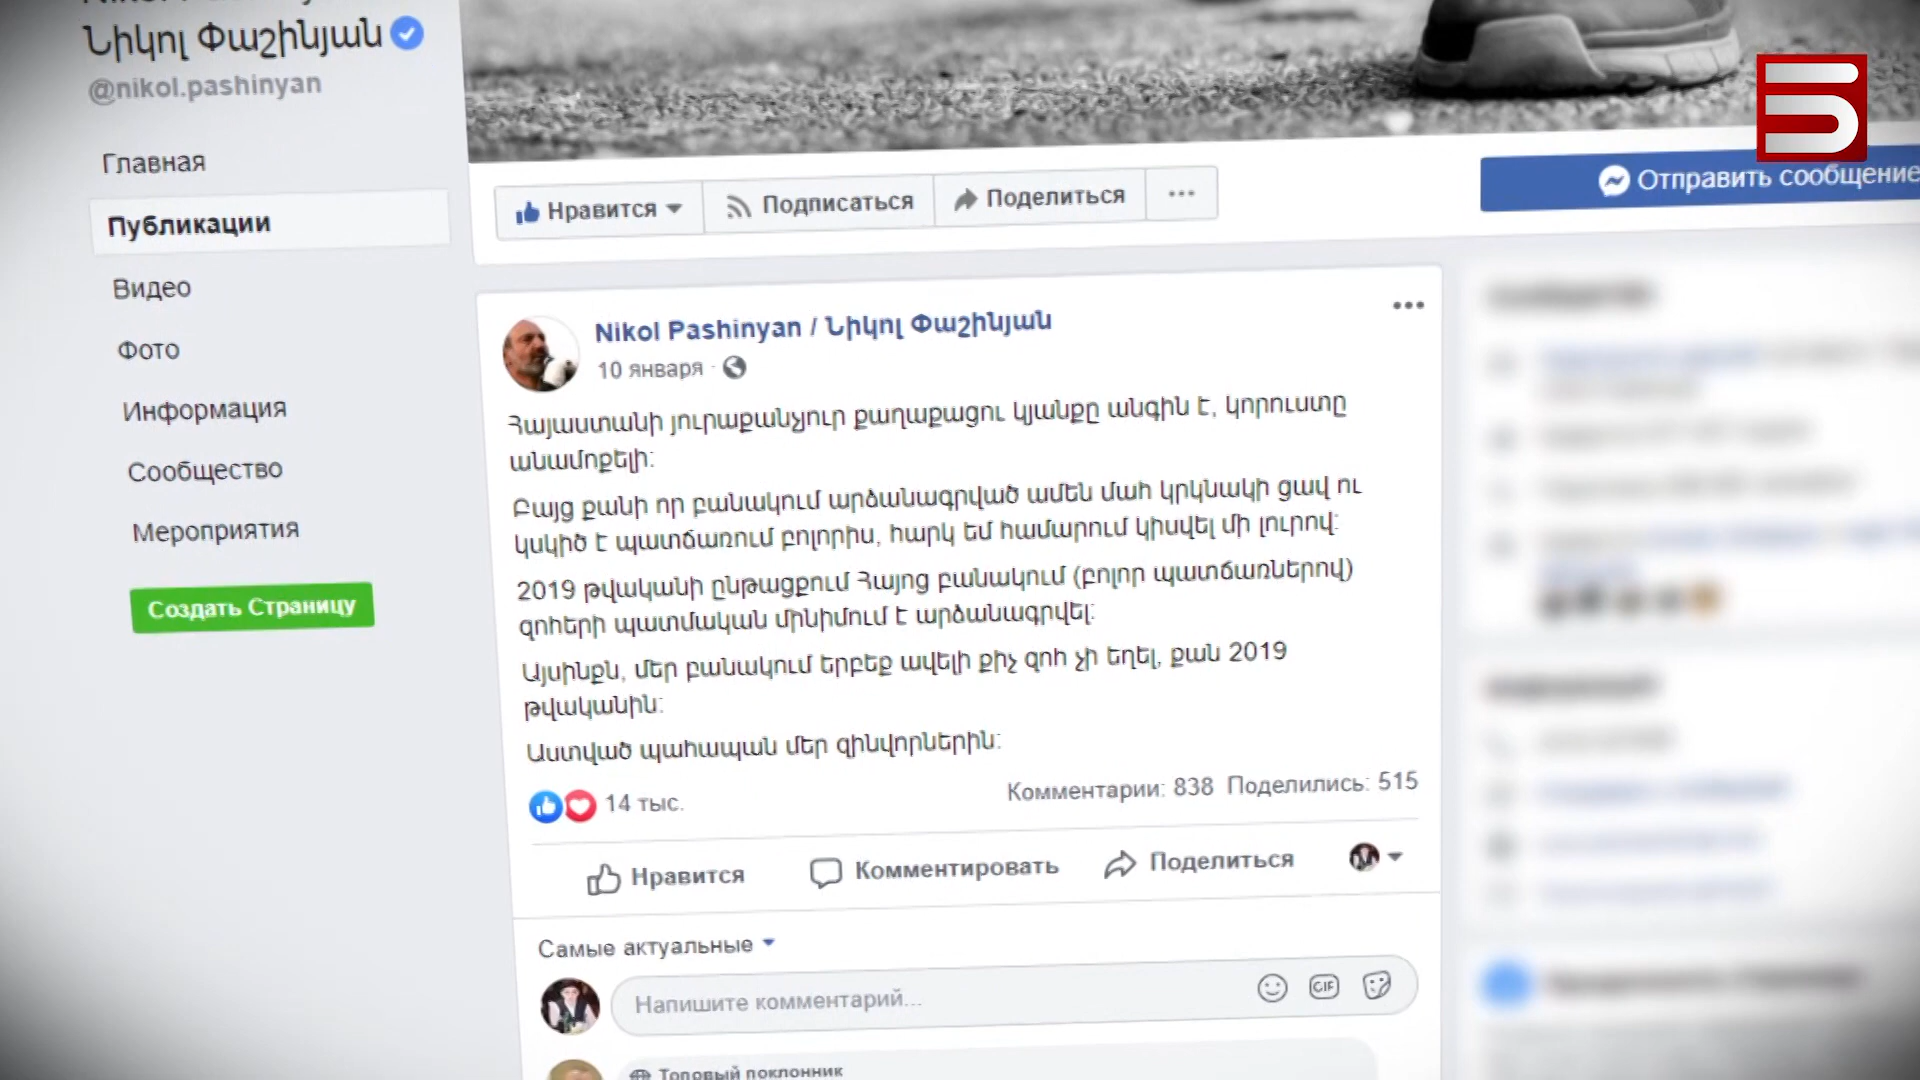 Նիկոլ Փաշինյան
@nikol.pashinyan
Главная
Публикации
Видео
Фото
Информация
Сообщество
Мероприятия
Создать Страницу
Нравится
Подписаться
Поделиться
Отправить сообщение
Nikol Pashinyan / Նիկոլ Փաշինյան
10 января
Հայաստանի յուրաքանչյուր քաղաքացու կյանքը անգին է, կորուստը
անամոքելի:
Բայց քանի որ բանակում արձանագրված ամեն մահ կրկնակի ցավ ու
կսկիծ է պատճառում բոլորիս, հարկ եմ համարում կիսվել մի լուրով:
2019 թվականի ընթացքում Հայոց բանակում (բոլոր պատճառներով)
զոհերի պատմական մինիմում է արձանագրվել:
Այսինքն, մեր բանակում երբեք ավելի քիչ զոհ չի եղել, քան 2019
թվականին:
Աստված պահապան մեր զինվորներին:
14 тыс.
Комментарии: 838 Поделились: 515
Нравится
Комментировать
Поделиться
Самые актуальные
Напишите комментарий...
GIF
Топовый поклонник
5